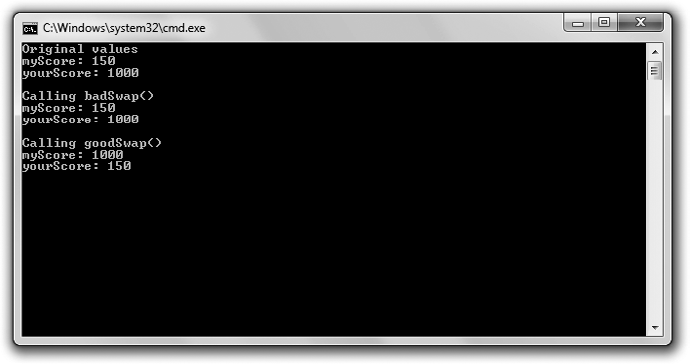 C:\Windows\system32\cmd.exe
Original values
myScore: 150
yourScore: 1000
Calling badSwap()
myScore: 150
yourScore: 1000
Calling goodSwap()
myScore: 1000
yourScore: 150